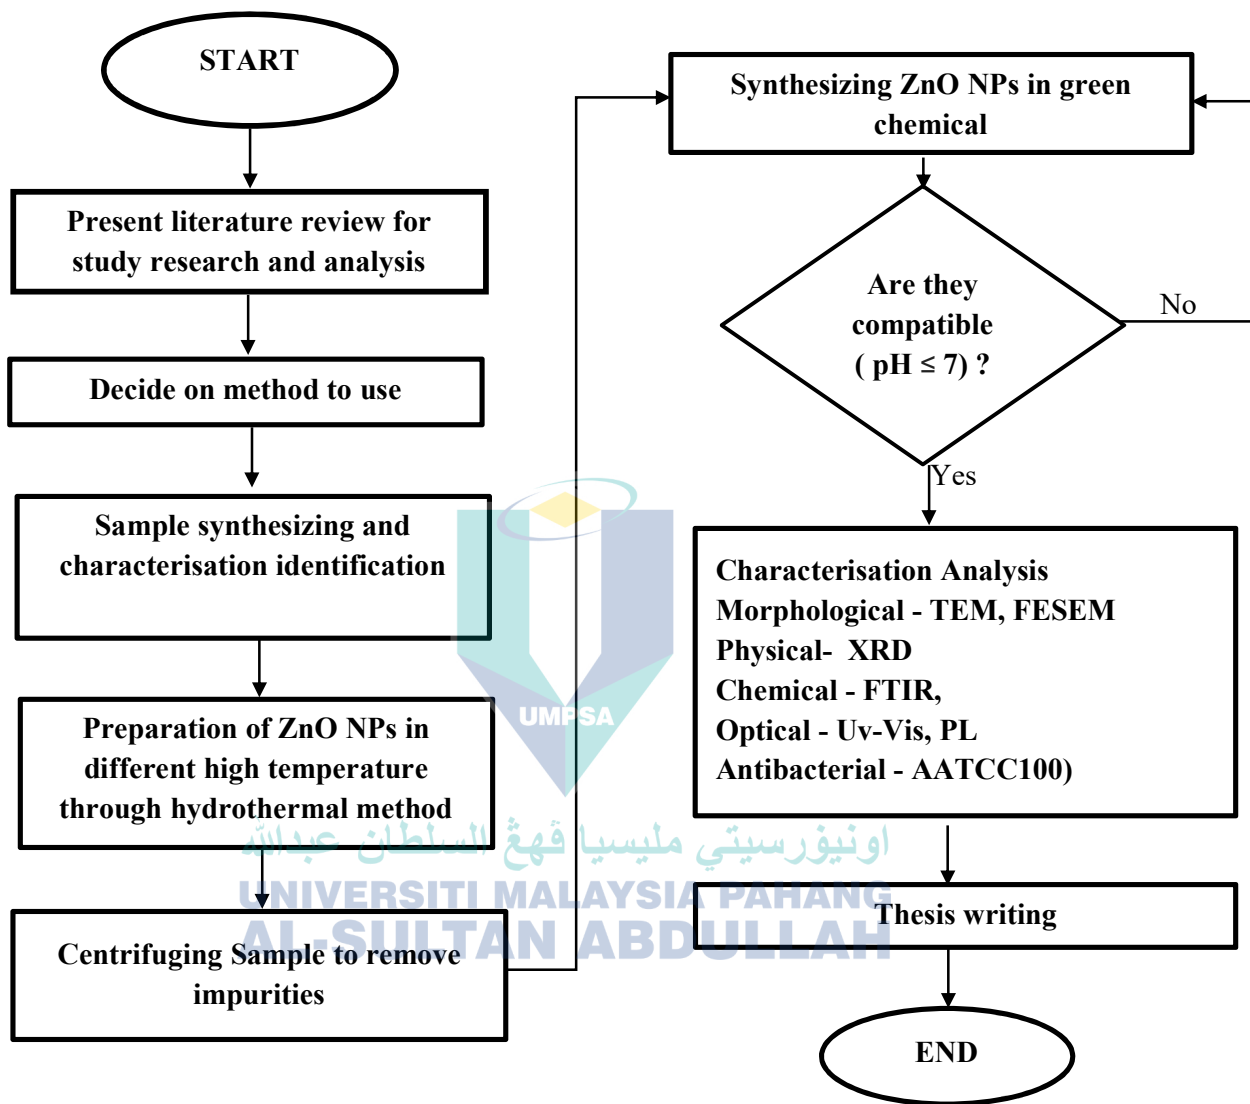 START
Present literature review for
study research and analysis
Decide on method to use
Sample synthesizing and
characterisation identification
Preparation of ZnO NPs in
different high temperature
through hydrothermal method
Centrifuging Sample to remove
impurities
Synthesizing ZnO NPs in green
chemical
Are they
compatible
( pH ≤ 7) ?
No
Yes
Characterisation Analysis
Morphological - TEM, FESEM
Physical-  XRD
Chemical - FTIR,
Optical - Uv-Vis, PL
Antibacterial - AATCC100)
Thesis writing
END
UMPSA
اونيۏرسيتي مليسيا ڤهڠ السلطان عبدالله
UNIVERSITI MALAYSIA PAHANG
AL-SULTAN ABDULLAH